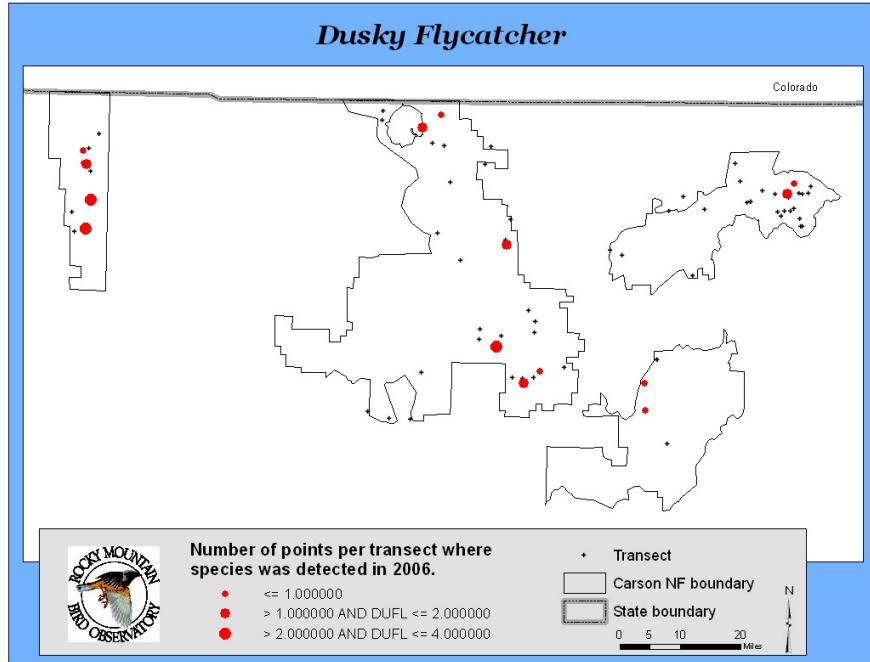 Dusky Flycatcher
Colorado
ROCKY MOUNTAIN
BIRD OBSERVATORY
Number of points per transect where
species was detected in 2006.
<= 1.000000
> 1.000000 AND DUFL <= 2.000000
> 2.000000 AND DUFL <= 4.000000
Transect
Carson NF boundary
State boundary
0 5 10 20
Miles
N